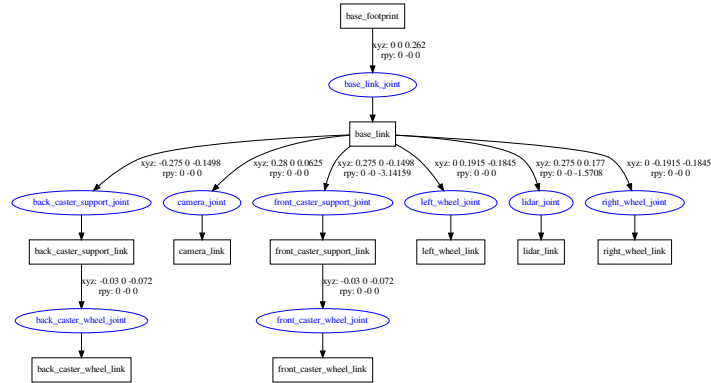 base_footprint
xyz: 0 0 0.262
rpy: 0 -0 0
base_link_joint
base_link
xyz: -0.275 0 -0.1498
rpy: 0 -0 0
xyz: 0.28 0 0.0625
rpy: 0 -0 0
xyz: 0.275 0 -0.1498
rpy: 0 -0 -3.14159
xyz: 0 0.1915 -0.1845
rpy: 0 -0 0
xyz: 0.275 0 0.177
rpy: 0 -0 -1.5708
xyz: 0 -0.1915 -0.1845
rpy: 0 -0 0
back_caster_support_joint
camera_joint
front_caster_support_joint
left_wheel_joint
lidar_joint
right_wheel_joint
back_caster_support_link
camera_link
front_caster_support_link
left_wheel_link
lidar_link
right_wheel_link
xyz: -0.03 0 -0.072
rpy: 0 -0 0
xyz: -0.03 0 -0.072
rpy: 0 -0 0
back_caster_wheel_joint
front_caster_wheel_joint
back_caster_wheel_link
front_caster_wheel_link